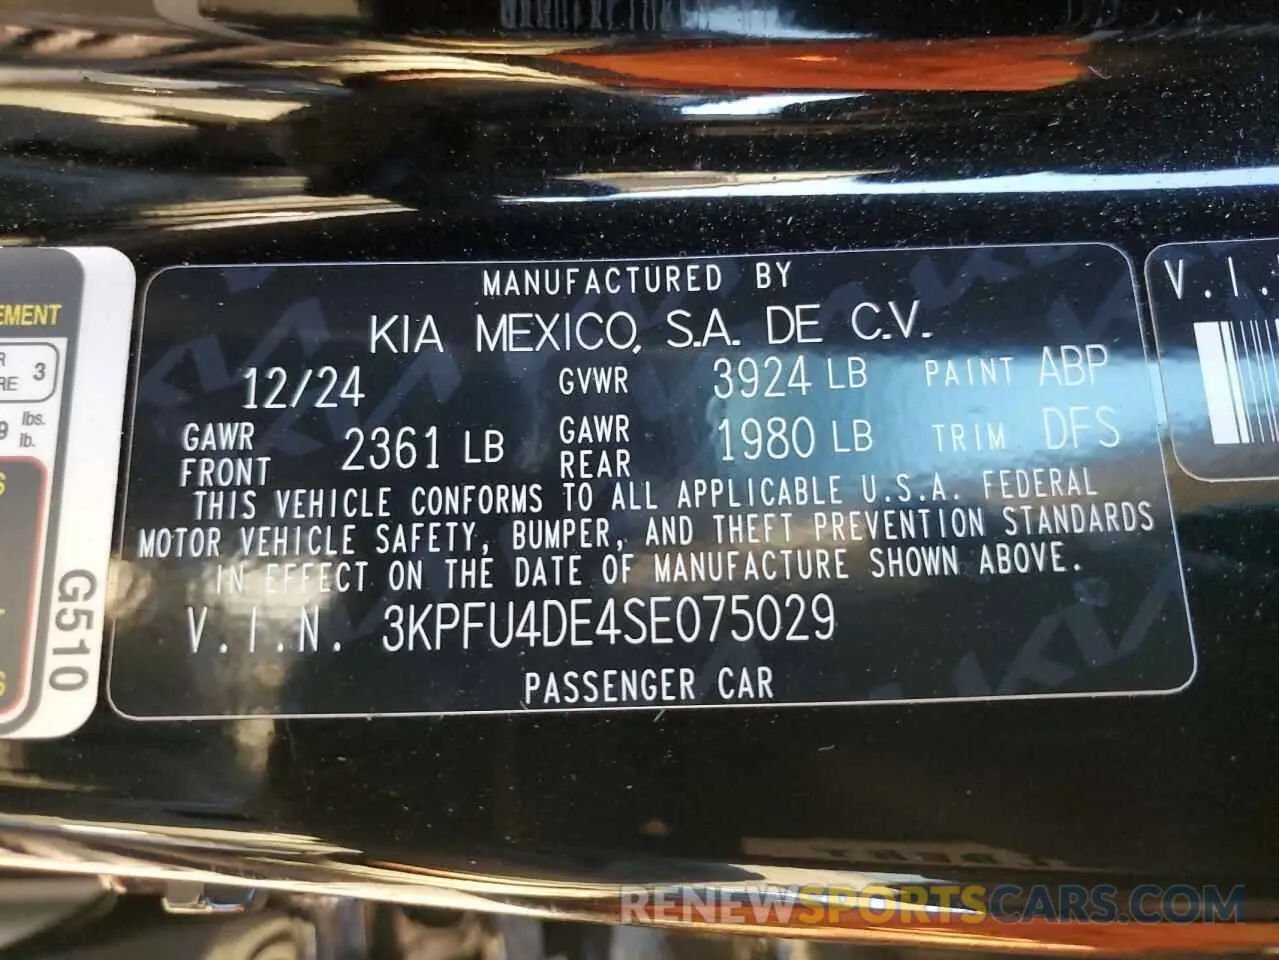 MANUFACTURED BY
KIA MEXICO, S.A. DE C.V.
12/24 GVWR 3924 LB PAINT ABP
GAWR FRONT 2361 LB GAWR REAR 1980 LB TRIM DFS
THIS VEHICLE CONFORMS TO ALL APPLICABLE U.S.A. FEDERAL
MOTOR VEHICLE SAFETY, BUMPER, AND THEFT PREVENTION STANDARDS
IN EFFECT ON THE DATE OF MANUFACTURE SHOWN ABOVE.
V.I.N. 3KPFU4DE4SE075029
PASSENGER CAR
EMENT
3
lbs.
lb.
G510
V.I.
RENEWSPORTSCARS.COM